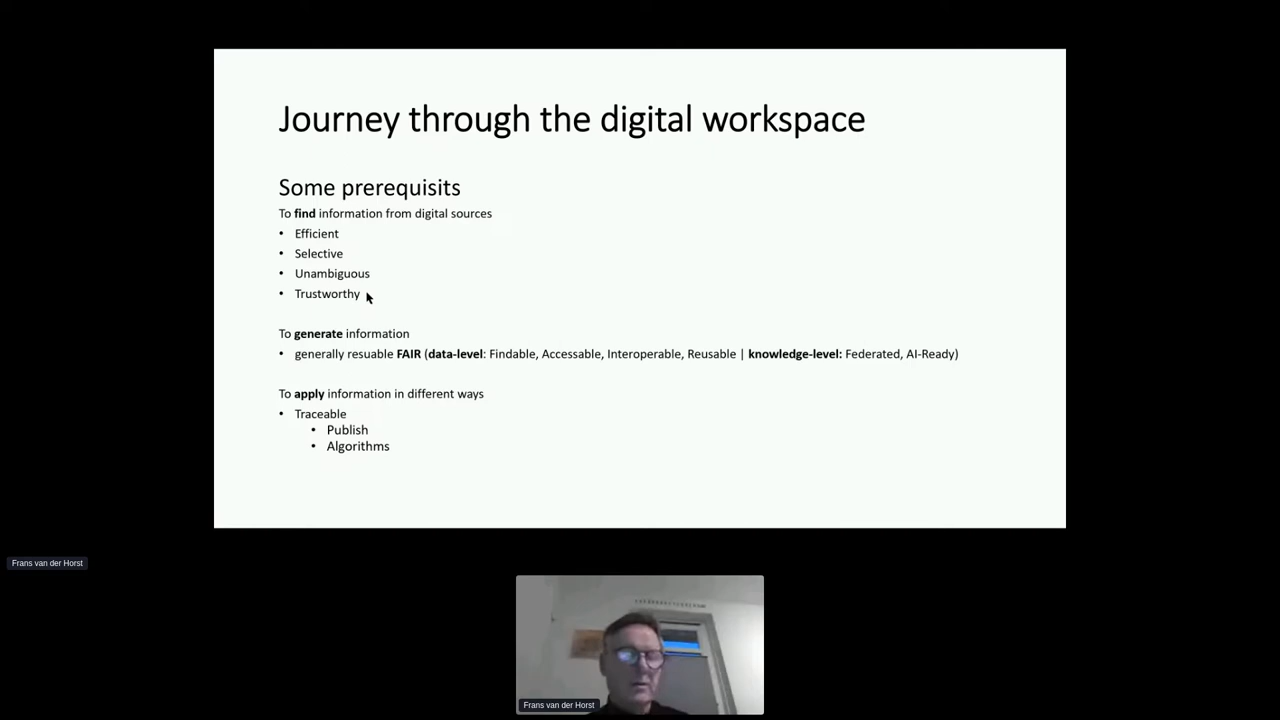 Journey through the digital workspace
Some prerequisits
To find information from digital sources
• Efficient
• Selective
• Unambiguous
• Trustworthy
To generate information
• generally resuable FAIR (data-level: Findable, Accessable, Interoperable, Reusable | knowledge-level: Federated, AI-Ready)
To apply information in different ways
• Traceable
• Publish
• Algorithms
Frans van der Horst
Frans van der Horst